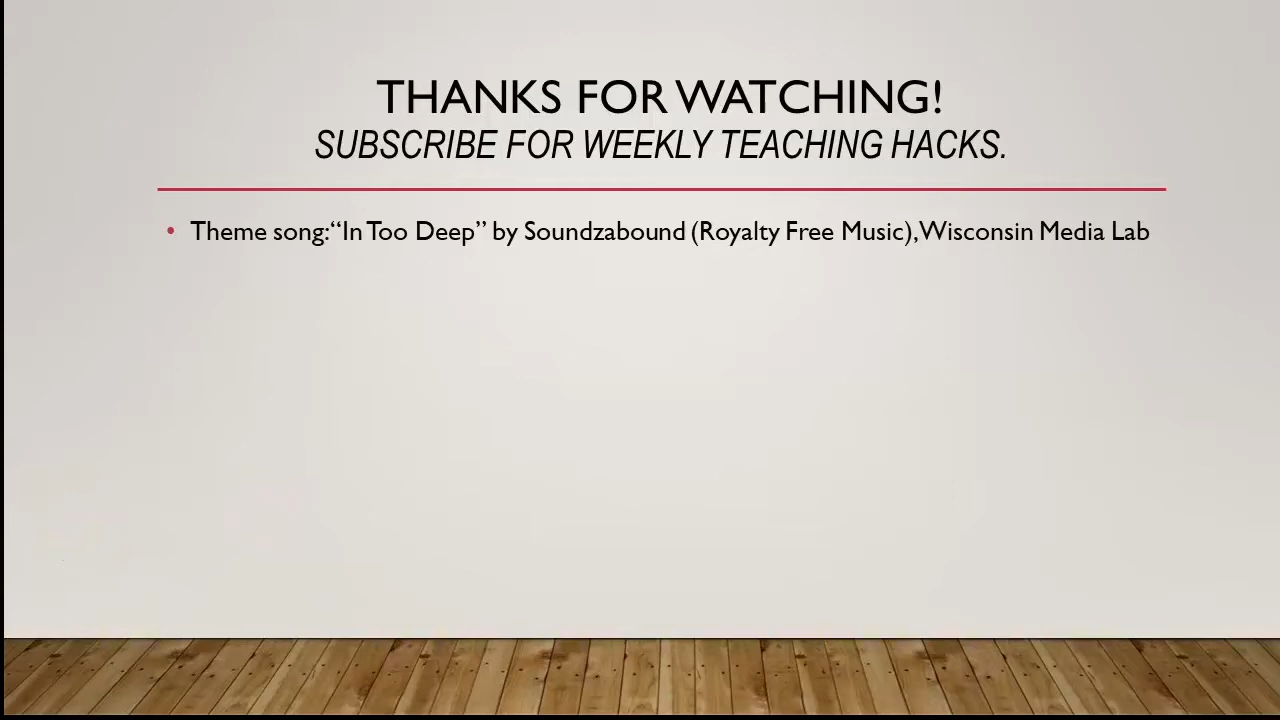 THANKS FOR WATCHING!
SUBSCRIBE FOR WEEKLY TEACHING HACKS.
• Theme song: “In Too Deep” by Soundzabound (Royalty Free Music), Wisconsin Media Lab